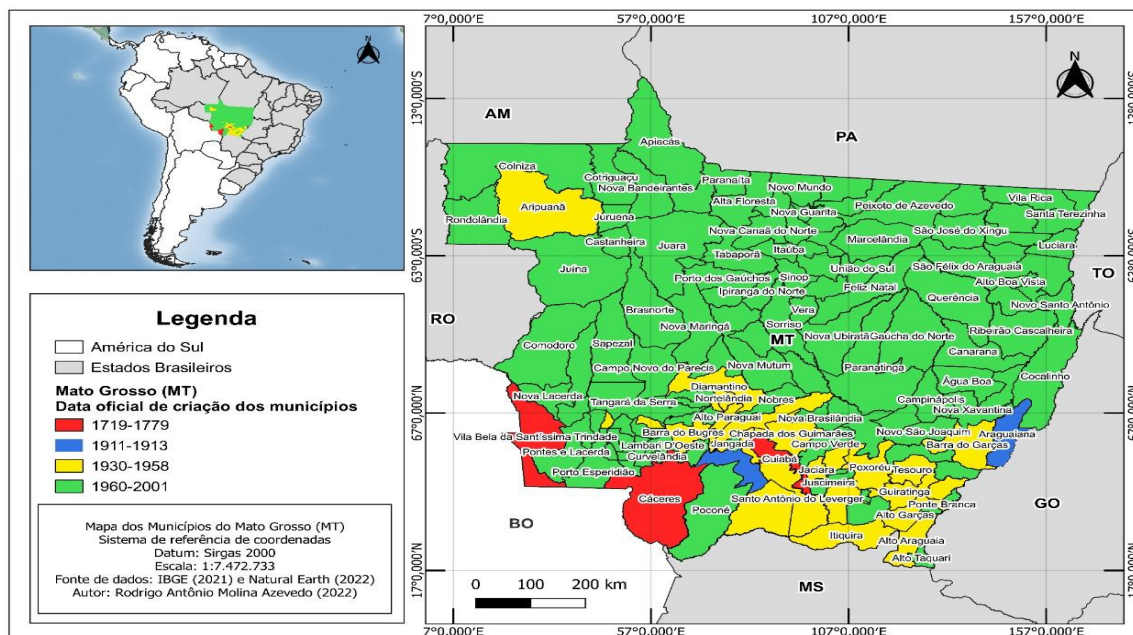 N
Legenda
América do Sul
Estados Brasileiros
Mato Grosso (MT)
Data oficial de criação dos municípios
1719-1779
1911-1913
1930-1958
1960-2001
Mapa dos Municípios do Mato Grosso (MT)
Sistema de referência de coordenadas
Datum: Sirgas 2000
Escala: 1:7.472.733
Fonte de dados: IBGE (2021) e Natural Earth (2022)
Autor: Rodrigo Antônio Molina Azevedo (2022)
7°0,000'E
57°0,000'E
107°0,000'E
157°0,000'E
N
13°0,000'S
AM
PA
Apiacás
Colniza
Cotriguaçu
Nova Bandeirantes
Paranaíta
Novo Mundo
Alta Floresta
Nova Guarita
Peixoto de Azevedo
Vila Rica
Santa Terezinha
Aripuanã
Rondolândia
Juruena
Castanheira
Nova Canaã do Norte
São José do Xingu
Juara
Itaúba
Marcelândia
Luciara
Tabaporã
63°0,000'S
TO
Juína
Porto dos Gaúchos
Sinop
União do Sul
São Félix do Araguaia
Alto Boa Vista
Ipiranga do Norte
Feliz Natal
Querência
Novo Santo Antônio
RO
Brasnorte
Vera
Nova Maringá
Sorriso
MT
Nova Ubiratã
Gaucha do Norte
Ribeirão Cascalheira
Comodoro
Sapezal
Canarana
Campo Novo do Parecis
Nova Mutum
Paranatinga
Cocalinho
Água Boa
Diamantino
Nova Lacerda
Tangará da Serra
Nortelândia
Nobres
Campinápolis
Nova Xavantina
67°0,000'N
Alto Paraguai
Nova Brasilândia
Vila Bela da Santíssima Trindade
Barra do Bugres
Chapada dos Guimarães
Novo São Joaquim
Araguaiana
Pontes e Lacerda
Lambari D'Oeste
Jangada
Campo Verde
Barra do Garças
Curvelândia
Cuiabá
Porto Esperidião
Jaciara
Poxoréu
Tesouro
Juscimeira
Cáceres
Santo Antônio do Leverger
Guiratinga
Ponte Branca
GO
Poconé
Alto Garças
BO
Itiquira
Alto Araguaia
Alto Taquari
17°0,000'N
MS
0
100
200 km
7°0,000'E
57°0,000'E
107°0,000'E
157°0,000'E